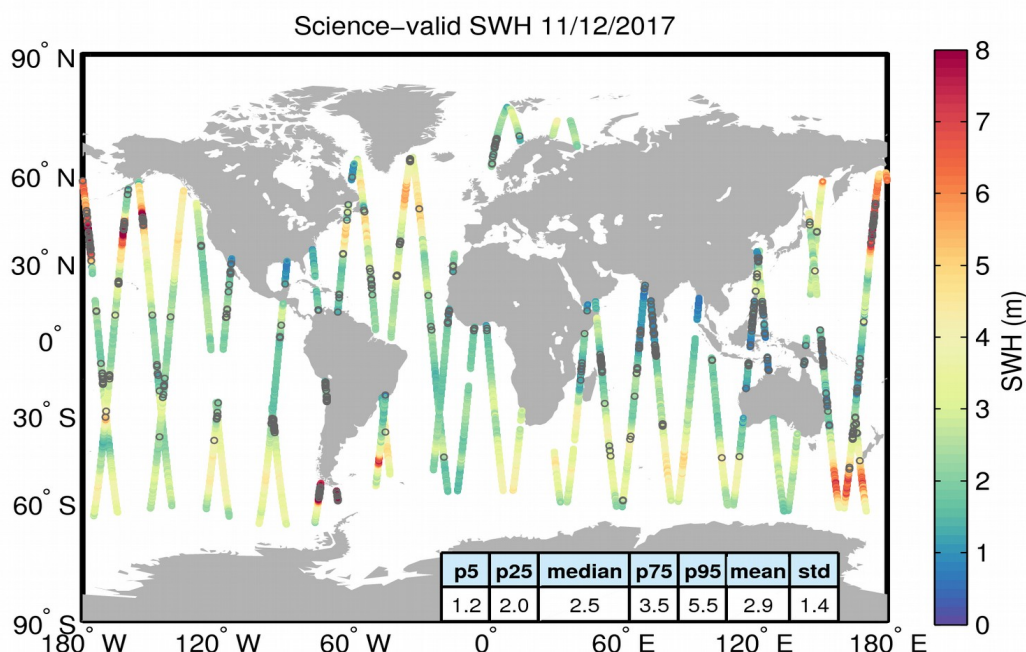 Science–valid SWH 11/12/2017
90° N
60° N
30° N
0°
30° S
60° S
90° S
180° W 120° W 60° W 0° 60° E 120° E 180° E
p5 p25 median p75 p95 mean std
1.2 2.0 2.5 3.5 5.5 2.9 1.4
8
7
6
5
4
3
2
1
0
SWH (m)